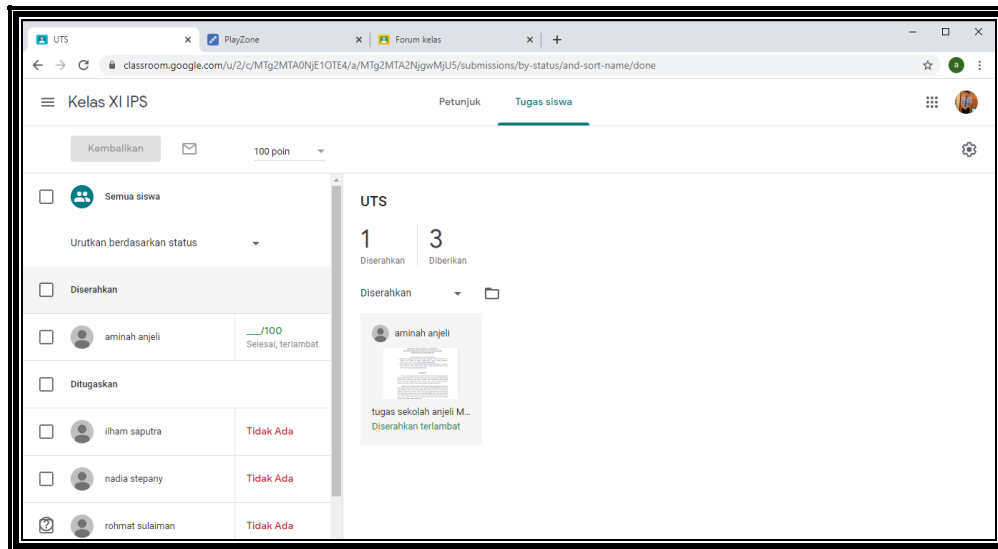 UTS
PlayZone
Forum kelas
classroom.google.com/u/2/c/MTg2MTA0NjE1OTE4/a/MTg2MTA2NjgwMjU5/submissions/by-status/and-sort-name/done
a
Kelas XI IPS
Petunjuk
Tugas siswa
Kembalikan
100 poin
Semua siswa
Urutkan berdasarkan status
Diserahkan
aminah anjeli
__/100
Selesai, terlambat
Ditugaskan
ilham saputra
Tidak Ada
nadia stepany
Tidak Ada
rohmat sulaiman
Tidak Ada
UTS
1
3
Diserahkan
Diberikan
Diserahkan
aminah anjeli
tugas sekolah anjeli M...
Diserahkan terlambat